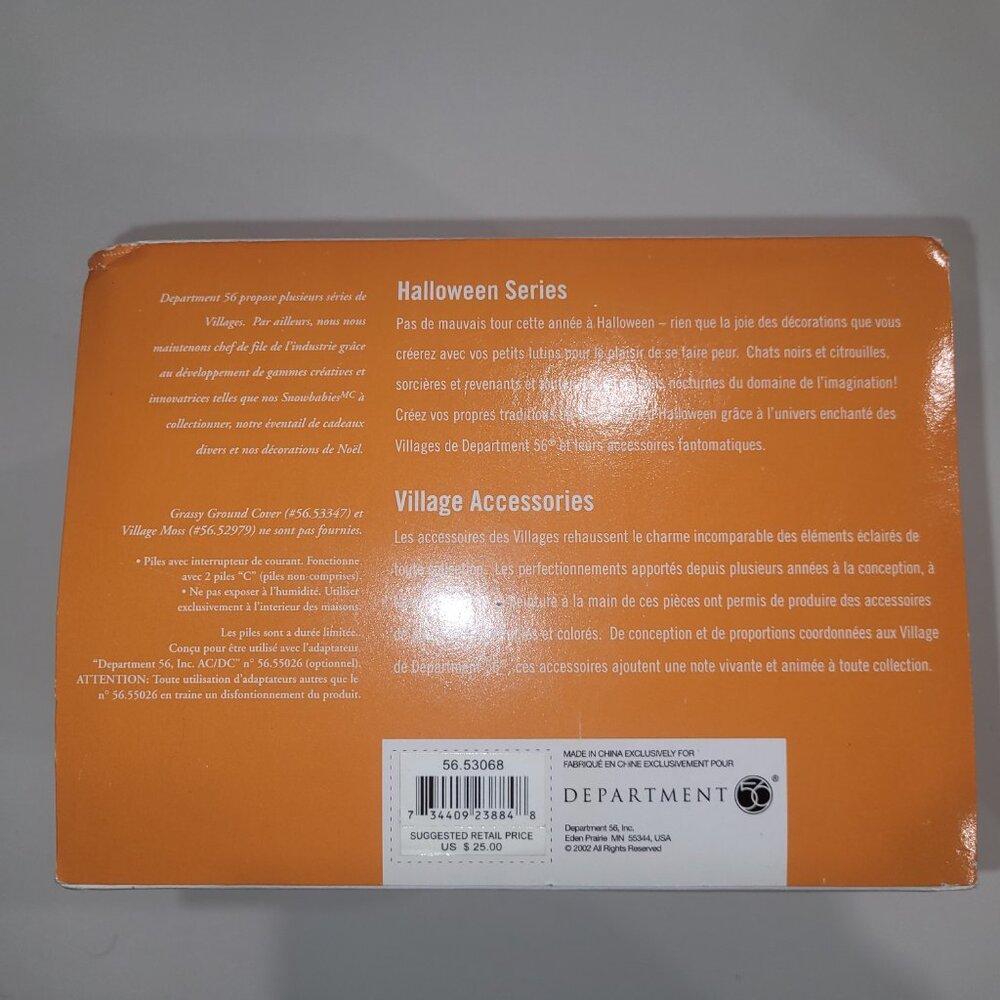 Department 56 propose plusieurs séries de
Villages. Par ailleurs, nous nous
maintenons chef de file de l'industrie grâce
au développement de gammes créatives et
innovatrices telles que nos Snowbabiesᴹᶜ à
collectionner, notre éventail de cadeaux
divers et nos décorations de Noël.
Grassy Ground Cover (#56.53347) et
Village Moss (#56.52979) ne sont pas fournies.
• Piles avec interrupteur de courant. Fonctionne
avec 2 piles "C" (piles non-comprises).
• Ne pas exposer à l'humidité. Utiliser
exclusivement à l'interieur des maisons
Les piles sont a durée limitée.
Conçu pour être utilisé avec l'adaptateur
"Department 56, Inc. AC/DC" n° 56.55026 (optionnel).
ATTENTION: Toute utilisation d'adaptateurs autres que le
n° 56.55026 en traine un disfontionnement du produit.
Halloween Series
Pas de mauvais tour cette année à Halloween – rien que la joie des décorations que vous
créerez avec vos petits lutins pour le plaisir de se faire peur. Chats noirs et citrouilles,
sorcières et revenants et nocturnes du domaine de l'imagination!
Créez vos propres traditions Halloween grâce à l'univers enchanté des
Villages de Department 56® et leurs accessoires fantomatiques.
Village Accessories
Les accessoires des Villages rehaussent le charme incomparable des éléments éclairés de
toute Les perfectionnements apportés depuis plusieurs années à la conception, à
peinture a la main de ces pièces ont permis de produire des accessoires
et colorés. De conception et de proportions coordonnées aux Village
de Department 56®, ces accessoires ajoutent une note vivante et animée à toute collection.
56.53068
7 34409 23884 8
SUGGESTED RETAIL PRICE
US $ 25.00
MADE IN CHINA EXCLUSIVELY FOR
FABRIQUÉ EN CHINE EXCLUSIVEMENT POUR
DEPARTMENT 56®
Department 56, Inc.
Eden Prairie MN 55344, USA
© 2002 All Rights Reserved